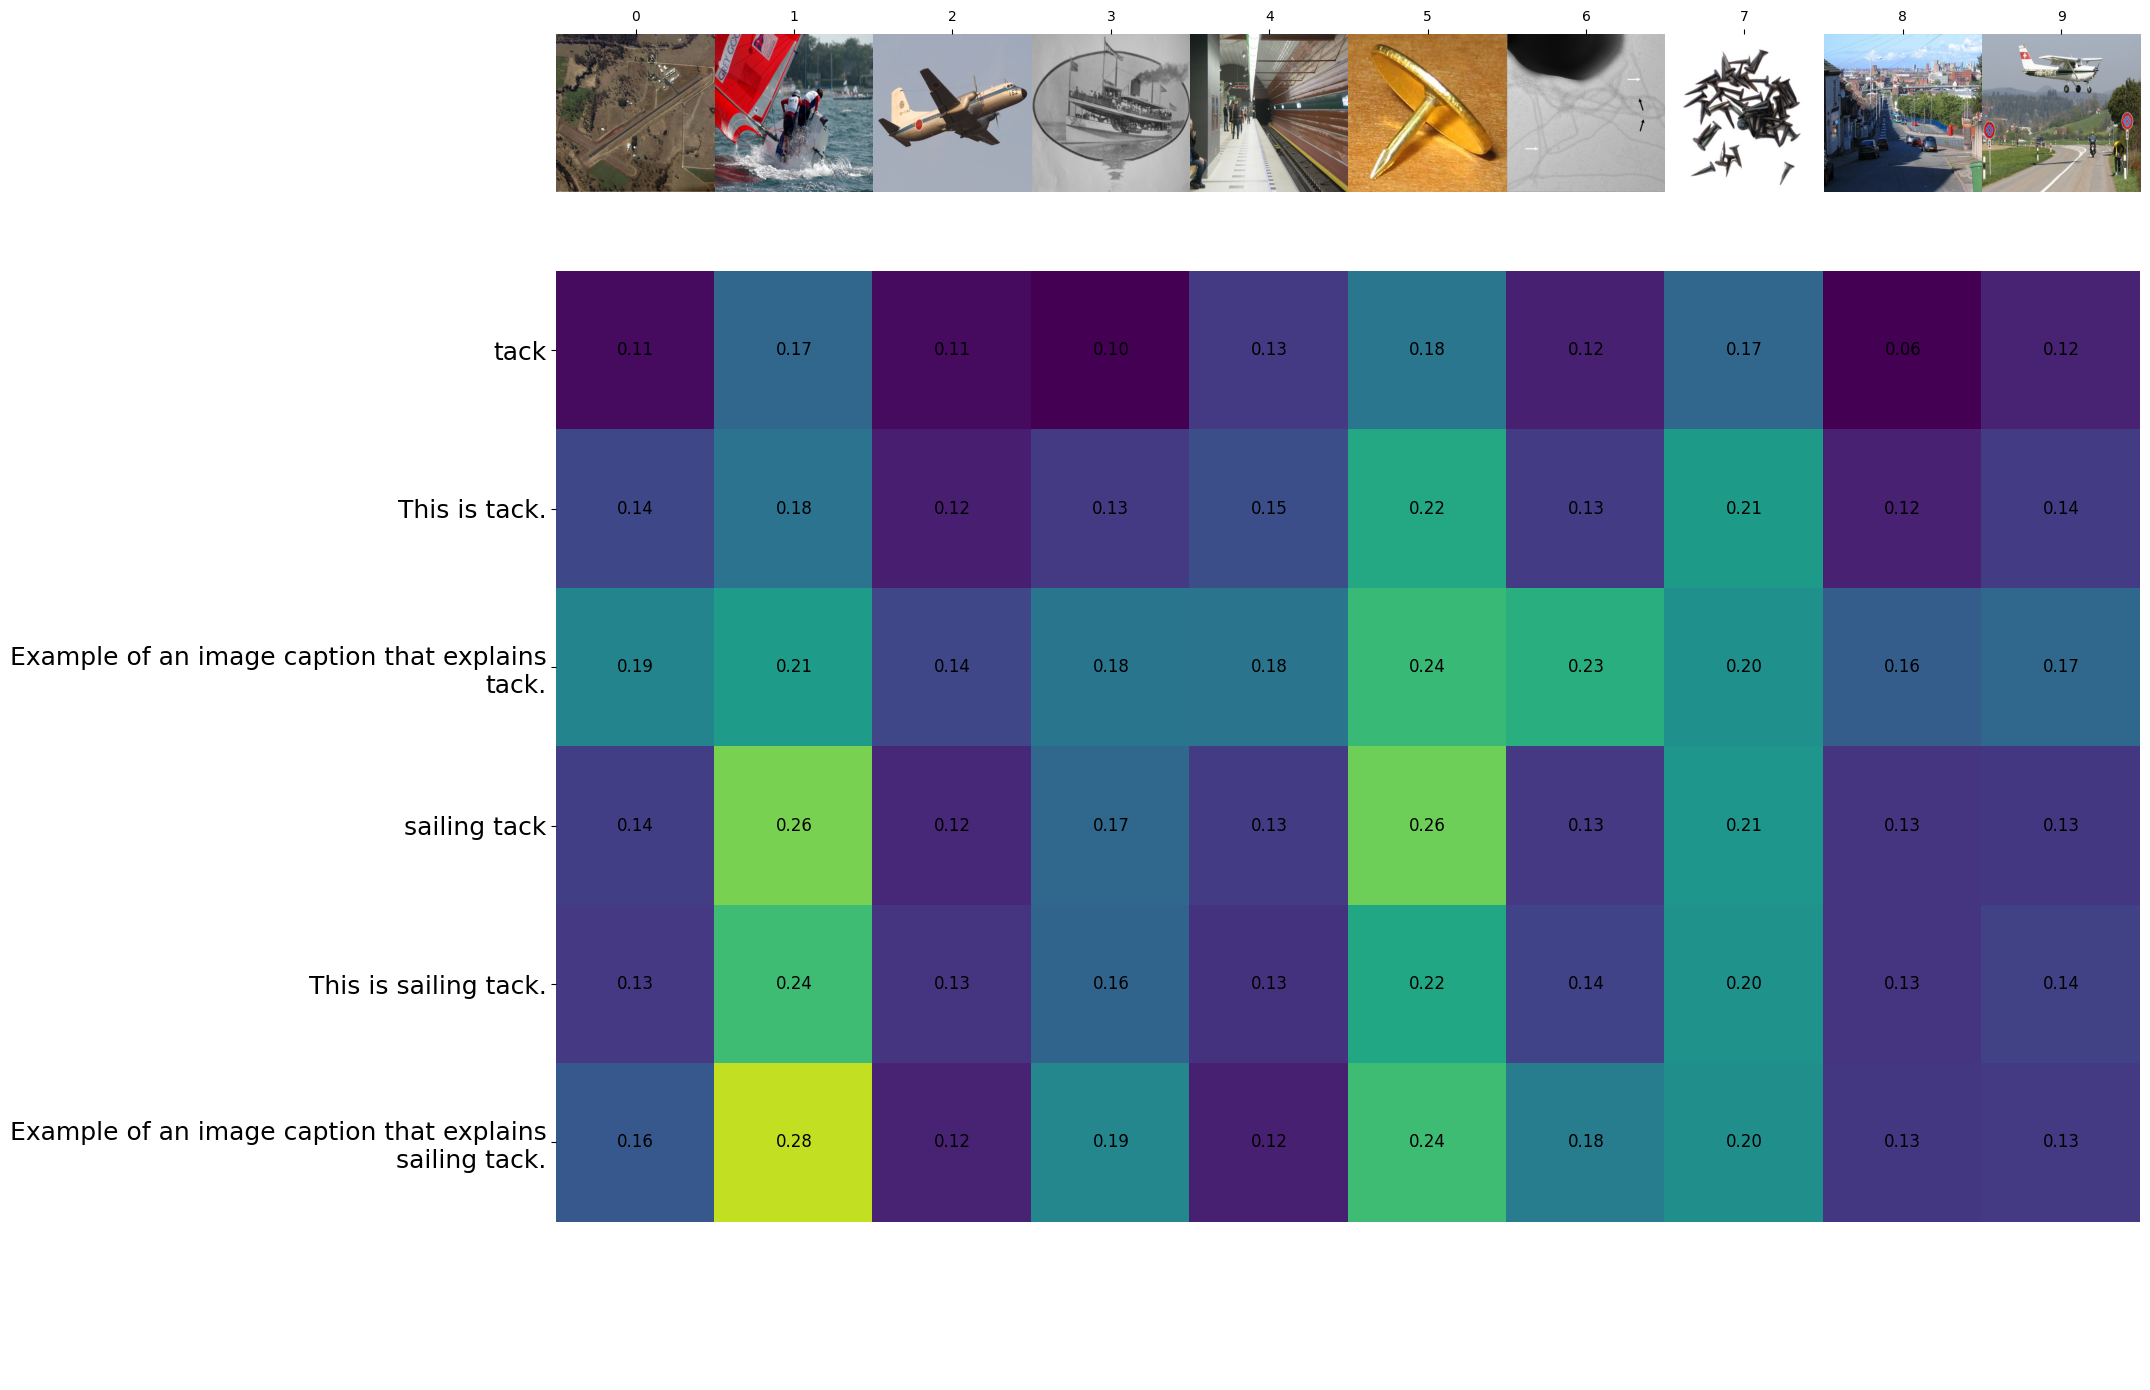 0 1 2 3 4 5 6 7 8 9
tack 0.11 0.17 0.11 0.10 0.13 0.18 0.12 0.17 0.06 0.12
This is tack. 0.14 0.18 0.12 0.13 0.15 0.22 0.13 0.21 0.12 0.14
Example of an image caption that explains
tack. 0.19 0.21 0.14 0.18 0.18 0.24 0.23 0.20 0.16 0.17
sailing tack 0.14 0.26 0.12 0.17 0.13 0.26 0.13 0.21 0.13 0.13
This is sailing tack. 0.13 0.24 0.13 0.16 0.13 0.22 0.14 0.20 0.13 0.14
Example of an image caption that explains
sailing tack. 0.16 0.28 0.12 0.19 0.12 0.24 0.18 0.20 0.13 0.13